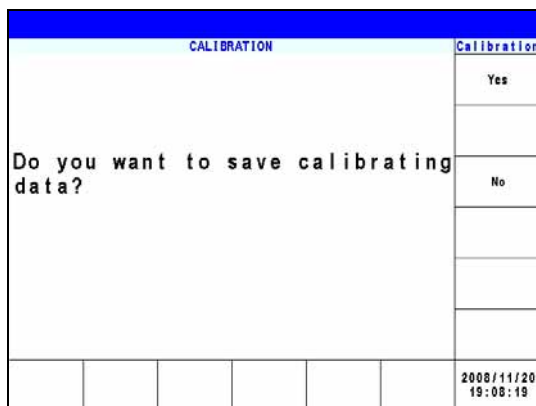 CALIBRATION
Calibration
Yes
Do you want to save calibrating
data?
No
2008/11/20
19:08:19